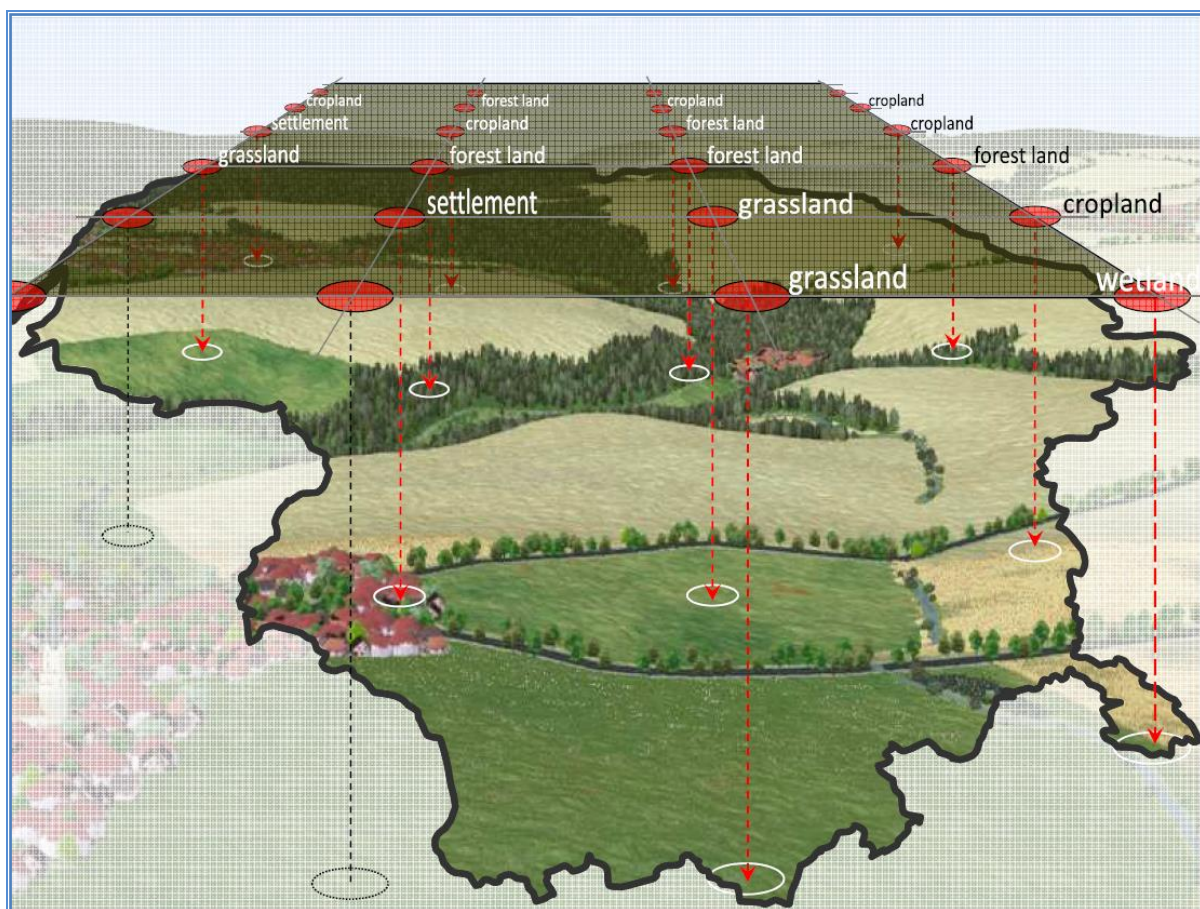 cropland forest land cropland cropland
settlement cropland forest land cropland
grassland forest land forest land forest land
settlement grassland cropland
grassland wetland